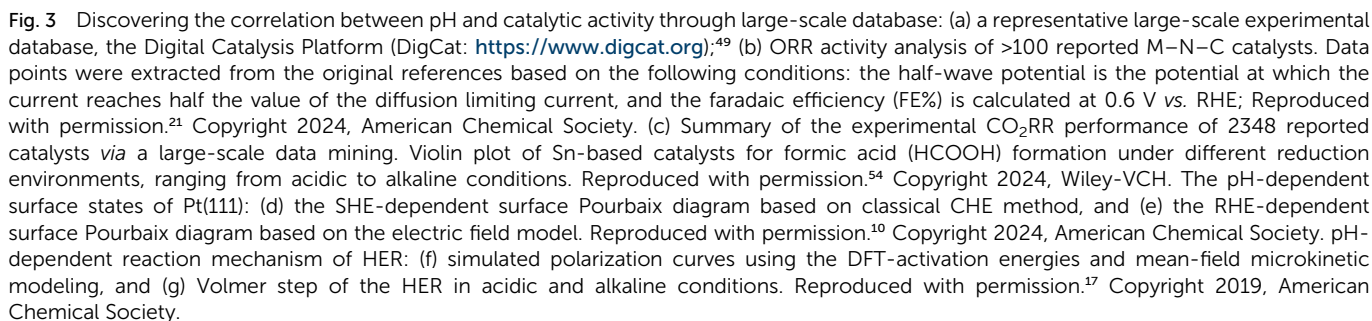 Fig. 3 Discovering the correlation between pH and catalytic activity through large-scale database: (a) a representative large-scale experimental
database, the Digital Catalysis Platform (DigCat: https://www.digcat.org);⁴⁹ (b) ORR activity analysis of >100 reported M–N–C catalysts. Data
points were extracted from the original references based on the following conditions: the half-wave potential is the potential at which the
current reaches half the value of the diffusion limiting current, and the faradaic efficiency (FE%) is calculated at 0.6 V vs. RHE; Reproduced
with permission.²¹ Copyright 2024, American Chemical Society. (c) Summary of the experimental CO₂RR performance of 2348 reported
catalysts via a large-scale data mining. Violin plot of Sn-based catalysts for formic acid (HCOOH) formation under different reduction
environments, ranging from acidic to alkaline conditions. Reproduced with permission.⁵⁴ Copyright 2024, Wiley-VCH. The pH-dependent
surface states of Pt(111): (d) the SHE-dependent surface Pourbaix diagram based on classical CHE method, and (e) the RHE-dependent
surface Pourbaix diagram based on the electric field model. Reproduced with permission.¹⁰ Copyright 2024, American Chemical Society. pH-
dependent reaction mechanism of HER: (f) simulated polarization curves using the DFT-activation energies and mean-field microkinetic
modeling, and (g) Volmer step of the HER in acidic and alkaline conditions. Reproduced with permission.¹⁷ Copyright 2019, American
Chemical Society.